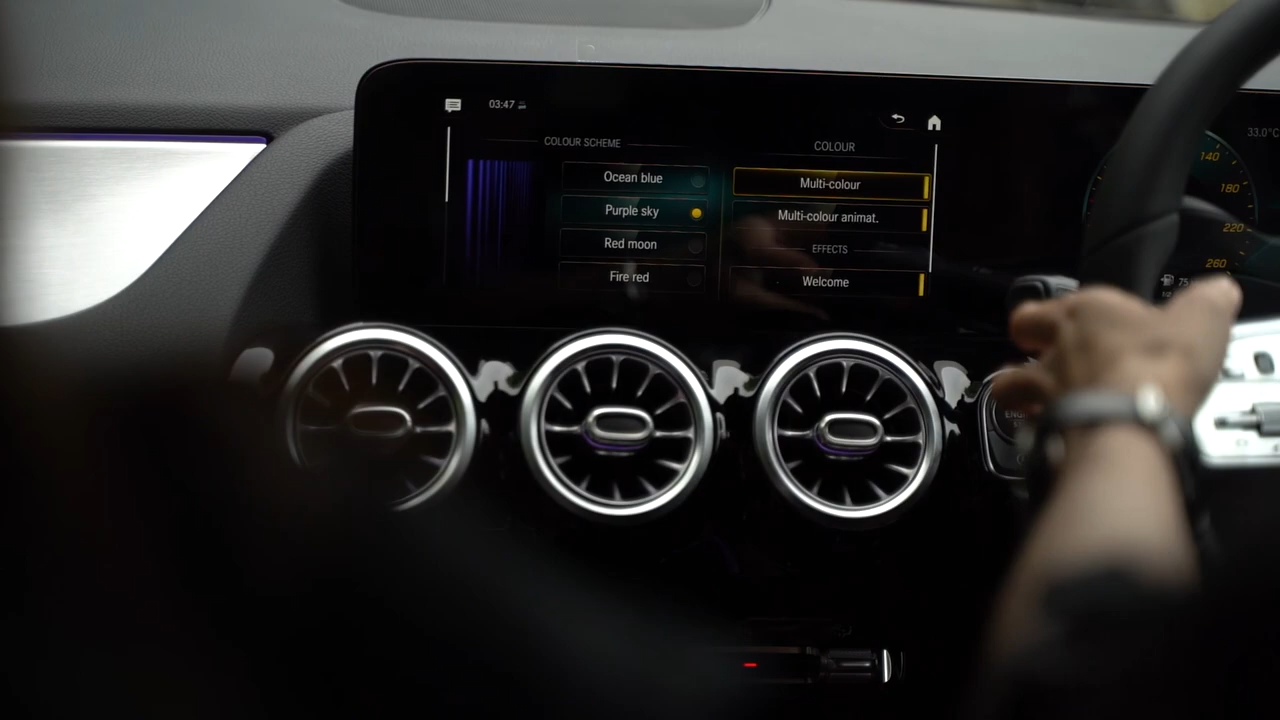 03:47
COLOUR SCHEME
Ocean blue
Purple sky
Red moon
Fire red
COLOUR
Multi-colour
Multi-colour animat.
EFFECTS
Welcome
33.0°C
140
180
220
260
75